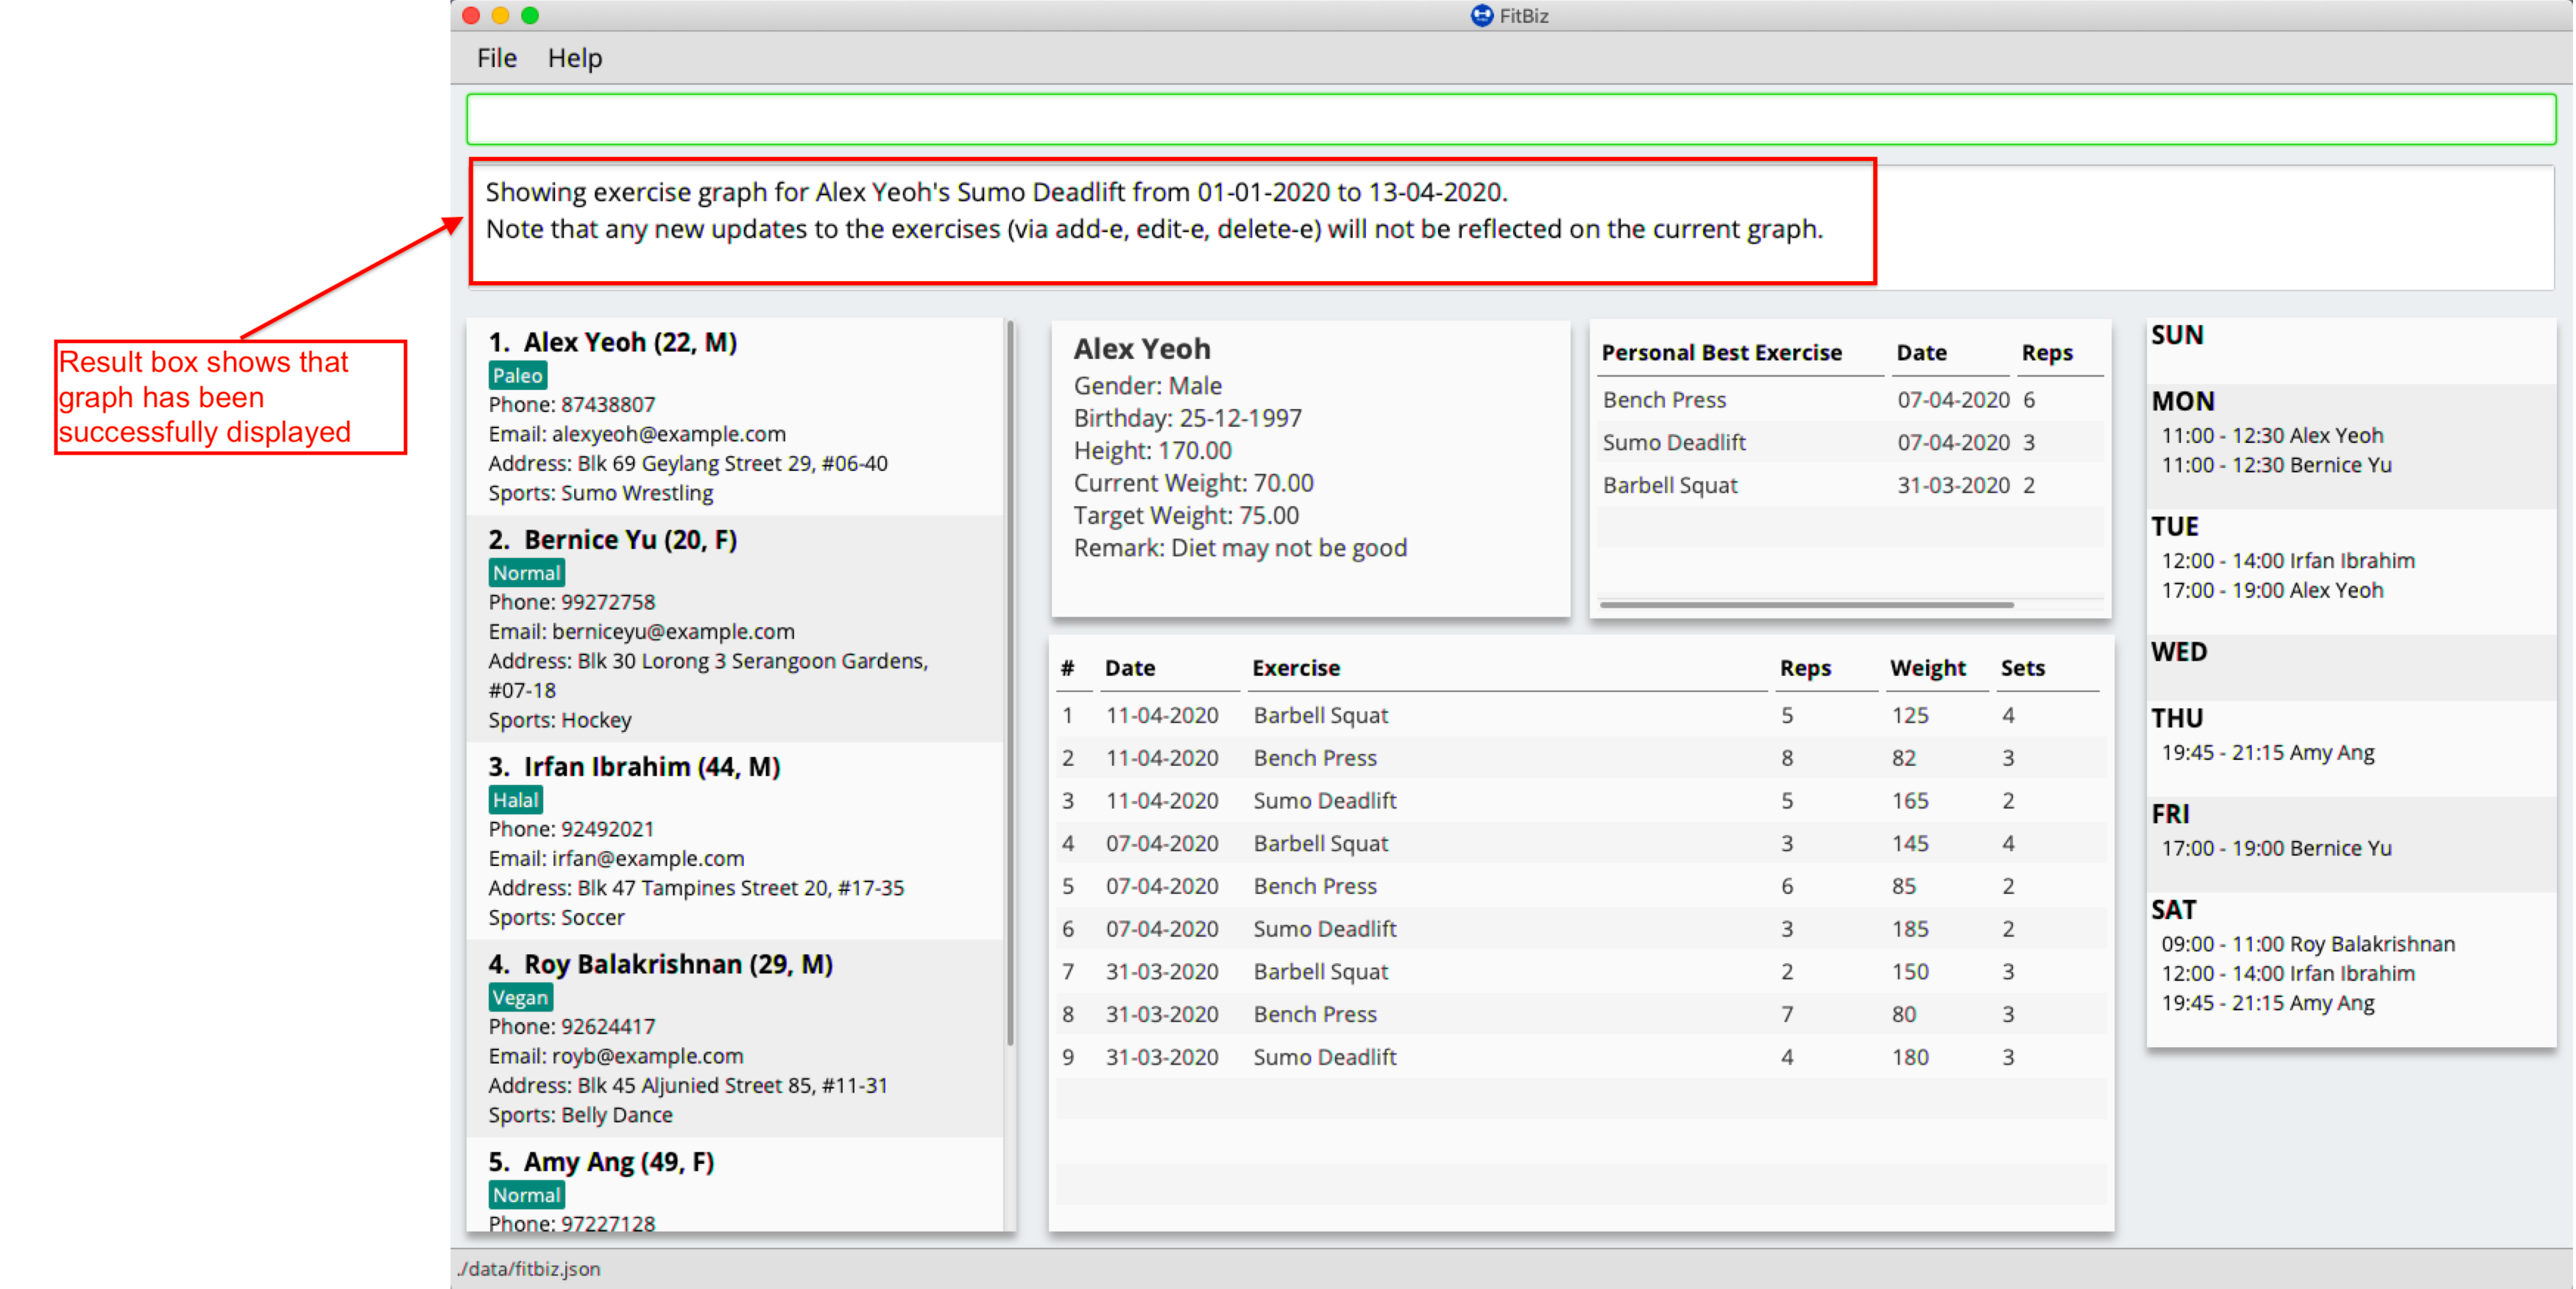 FitBiz
File Help
Showing exercise graph for Alex Yeoh's Sumo Deadlift from 01-01-2020 to 13-04-2020.
Note that any new updates to the exercises (via add-e, edit-e, delete-e) will not be reflected on the current graph.
Result box shows that
graph has been
successfully displayed
1. Alex Yeoh (22, M)
Paleo
Phone: 87438807
Email: alexyeoh@example.com
Address: Blk 69 Geylang Street 29, #06-40
Sports: Sumo Wrestling
2. Bernice Yu (20, F)
Normal
Phone: 99272758
Email: berniceyu@example.com
Address: Blk 30 Lorong 3 Serangoon Gardens,
#07-18
Sports: Hockey
3. Irfan Ibrahim (44, M)
Halal
Phone: 92492021
Email: irfan@example.com
Address: Blk 47 Tampines Street 20, #17-35
Sports: Soccer
4. Roy Balakrishnan (29, M)
Vegan
Phone: 92624417
Email: royb@example.com
Address: Blk 45 Aljunied Street 85, #11-31
Sports: Belly Dance
5. Amy Ang (49, F)
Normal
Phone: 97227128
Alex Yeoh
Gender: Male
Birthday: 25-12-1997
Height: 170.00
Current Weight: 70.00
Target Weight: 75.00
Remark: Diet may not be good
Personal Best Exercise Date Reps
Bench Press 07-04-2020 6
Sumo Deadlift 07-04-2020 3
Barbell Squat 31-03-2020 2
# Date Exercise Reps Weight Sets
1 11-04-2020 Barbell Squat 5 125 4
2 11-04-2020 Bench Press 8 82 3
3 11-04-2020 Sumo Deadlift 5 165 2
4 07-04-2020 Barbell Squat 3 145 4
5 07-04-2020 Bench Press 6 85 2
6 07-04-2020 Sumo Deadlift 3 185 2
7 31-03-2020 Barbell Squat 2 150 3
8 31-03-2020 Bench Press 7 80 3
9 31-03-2020 Sumo Deadlift 4 180 3
SUN
MON
11:00 - 12:30 Alex Yeoh
11:00 - 12:30 Bernice Yu
TUE
12:00 - 14:00 Irfan Ibrahim
17:00 - 19:00 Alex Yeoh
WED
THU
19:45 - 21:15 Amy Ang
FRI
17:00 - 19:00 Bernice Yu
SAT
09:00 - 11:00 Roy Balakrishnan
12:00 - 14:00 Irfan Ibrahim
19:45 - 21:15 Amy Ang
./data/fitbiz.json